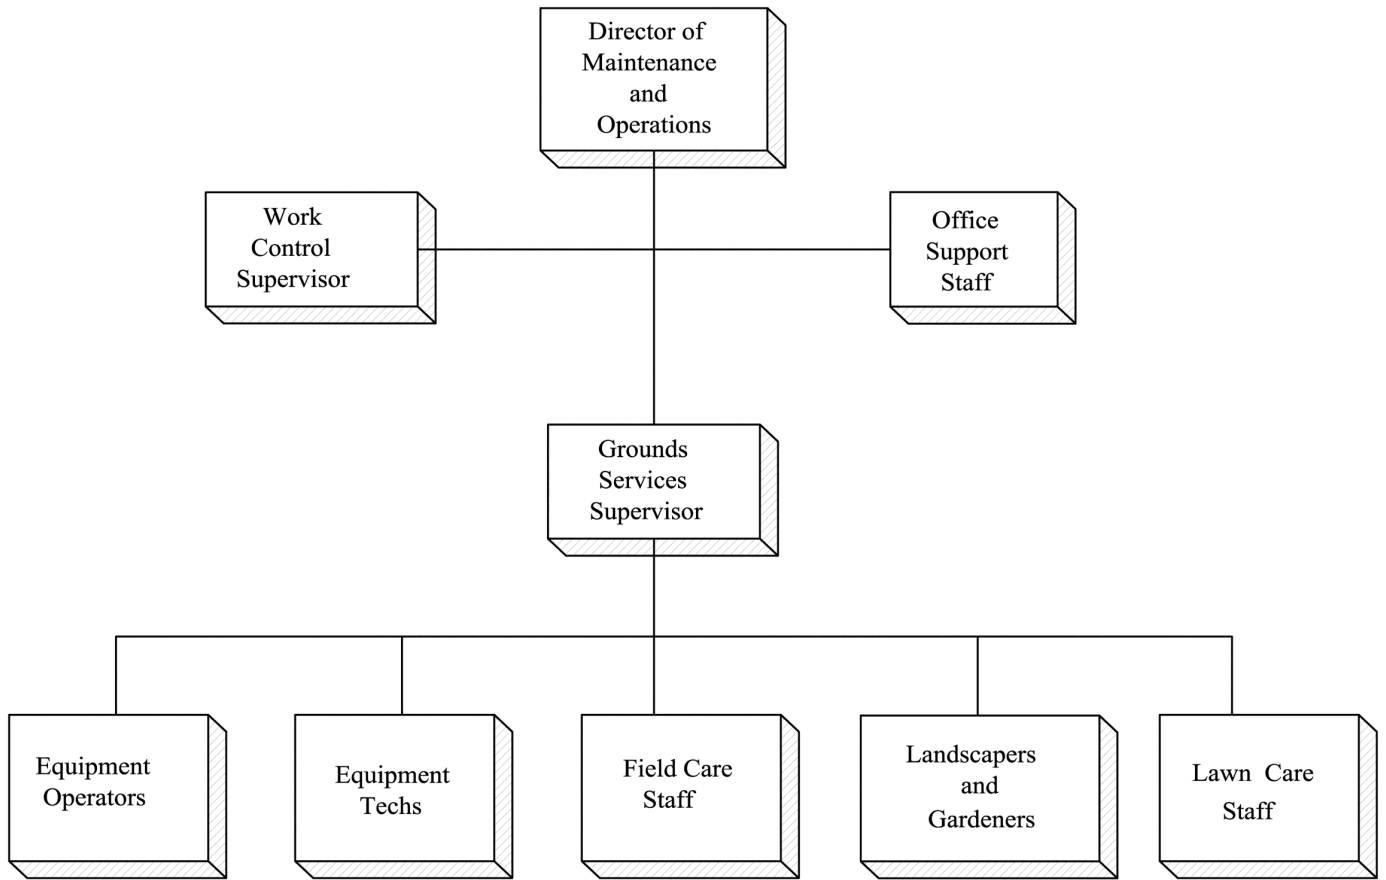 Director of
Maintenance
and
Operations
Work
Control
Supervisor
Office
Support
Staff
Grounds
Services
Supervisor
Equipment
Operators
Equipment
Techs
Field Care
Staff
Landscapers
and
Gardeners
Lawn Care
Staff